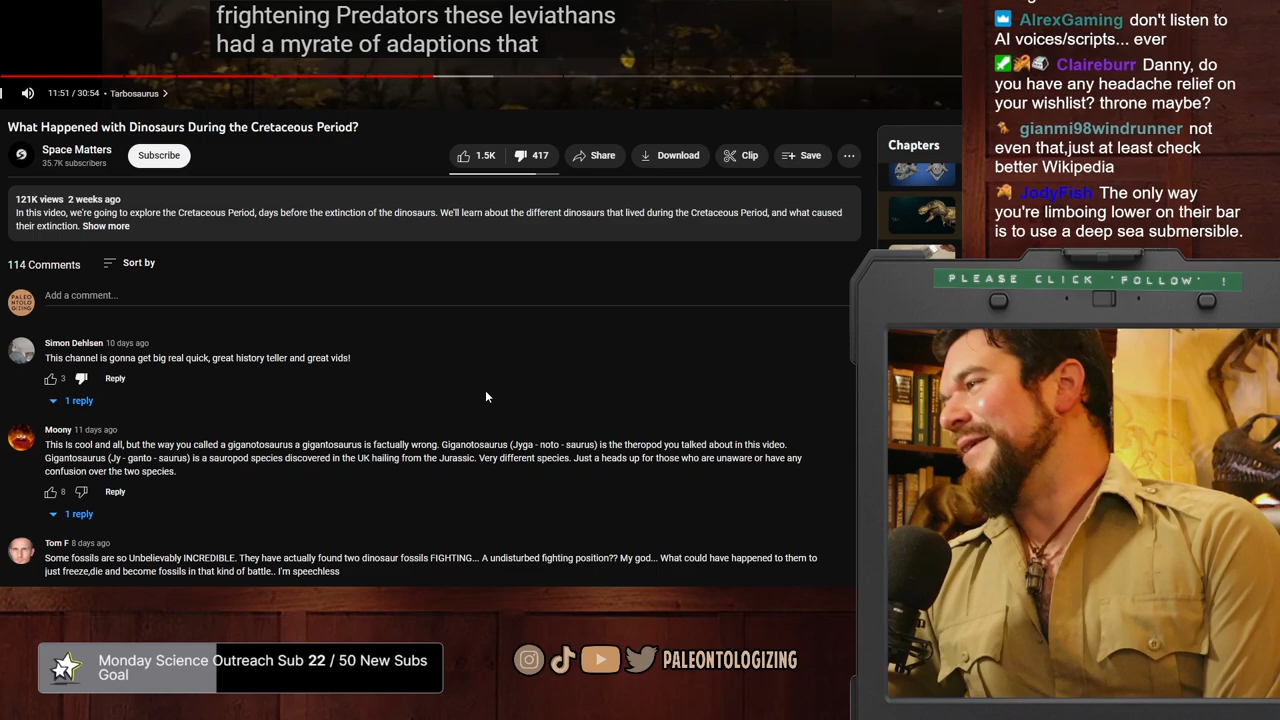 frightening Predators these leviathans
had a myrate of adaptions that
11:51 / 30:54 • Tarbosaurus >
What Happened with Dinosaurs During the Cretaceous Period?
Space Matters
35.7K subscribers
Subscribe
1.5K
417
Share
Download
Clip
Save
121K views 2 weeks ago
In this video, we're going to explore the Cretaceous Period, days before the extinction of the dinosaurs. We'll learn about the different dinosaurs that lived during the Cretaceous Period, and what caused
their extinction. Show more
114 Comments
Sort by
PALEO
NTOLO
GIZING
Add a comment...
Simon Dehlsen 10 days ago
This channel is gonna get big real quick, great history teller and great vids!
3
Reply
1 reply
Moony 11 days ago
This Is cool and all, but the way you called a giganotosaurus a gigantosaurus is factually wrong. Giganotosaurus (Jyga - noto - saurus) is the theropod you talked about in this video.
Gigantosaurus (Jy - ganto - saurus) is a sauropod species discovered in the UK hailing from the Jurassic. Very different species. Just a heads up for those who are unaware or have any
confusion over the two species.
8
Reply
1 reply
Tom F 8 days ago
Some fossils are so Unbelievably INCREDIBLE. They have actually found two dinosaur fossils FIGHTING... A undisturbed fighting position?? My god... What could have happened to them to
just freeze,die and become fossils in that kind of battle.. I'm speechless
Chapters
AlrexGaming don't listen to
AI voices/scripts... ever
Claireburr Danny, do
you have any headache relief on
your wishlist? throne maybe?
gianmi98windrunner not
even that,just at least check
better Wikipedia
JodyFish The only way
you're limboing lower on their bar
is to use a deep sea submersible.
PLEASE CLICK 'FOLLOW' !
Monday Science Outreach Sub 22 / 50 New Subs
Goal
PALEONTOLOGIZING